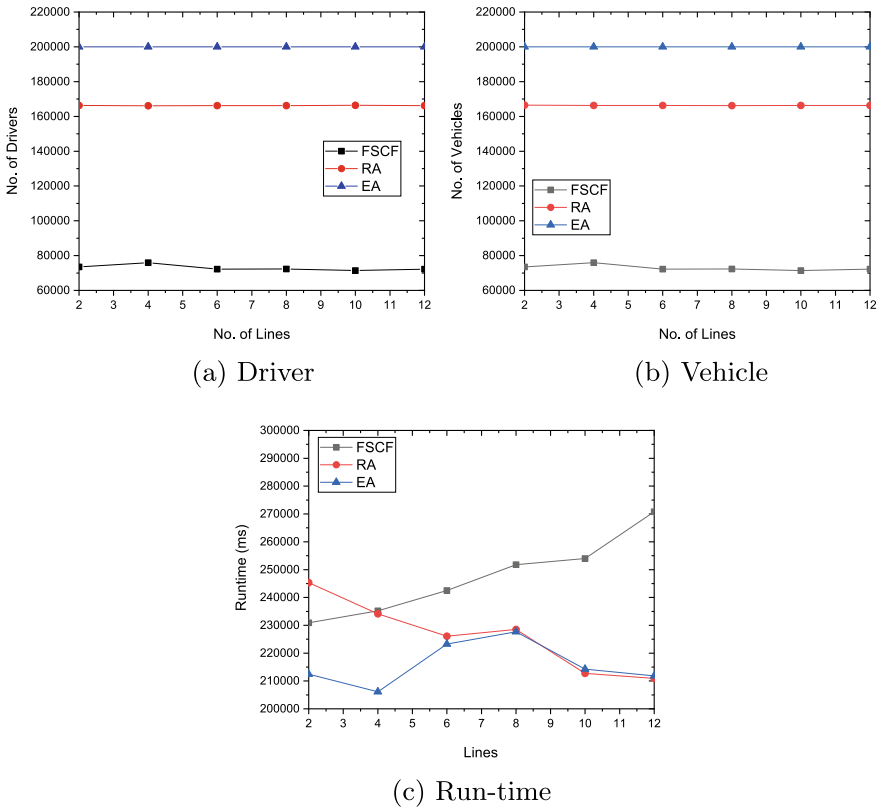 220000
200000
180000
160000
140000
120000
100000
80000
60000
No. of Drivers
FSCF
RA
EA
2 3 4 5 6 7 8 9 10 11 12
No. of Lines
(a) Driver
220000
200000
180000
160000
140000
120000
100000
80000
60000
No. of Vehicles
FSCF
RA
EA
2 3 4 5 6 7 8 9 10 11 12
No. of Lines
(b) Vehicle
300000
290000
280000
270000
260000
250000
240000
230000
220000
210000
200000
Runtime (ms)
FSCF
RA
EA
2 3 4 5 6 7 8 9 10 11 12
Lines
(c) Run-time